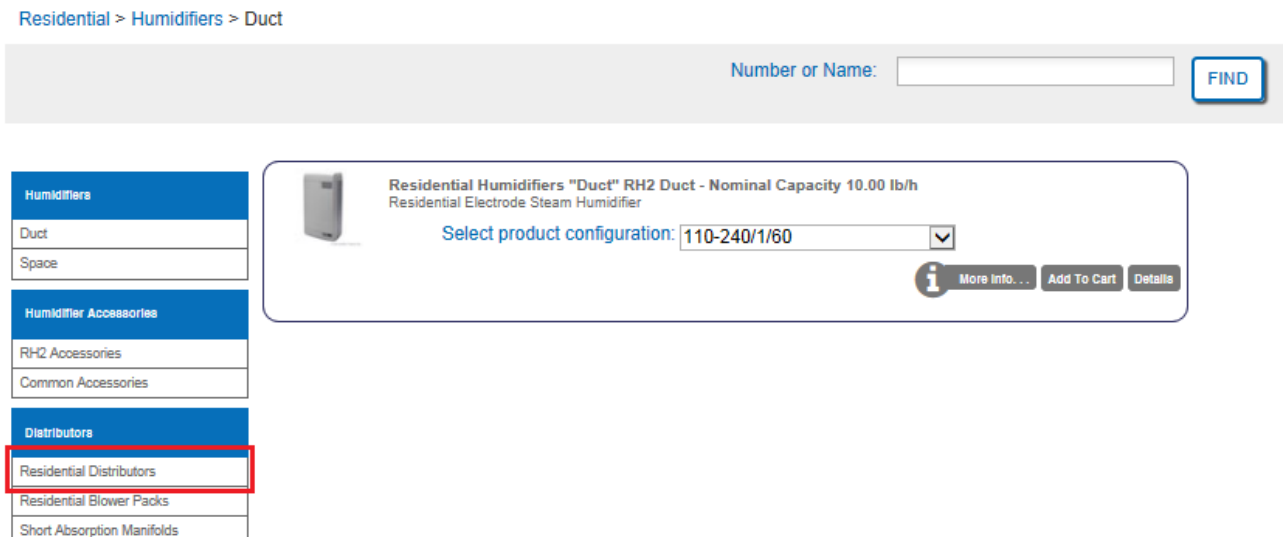 Residential > Humidifiers > Duct
Number or Name:
FIND
Humidifiers
Duct
Space
Humidifier Accessories
RH2 Accessories
Common Accessories
Distributors
Residential Distributors
Residential Blower Packs
Short Absorption Manifolds
Residential Humidifiers "Duct" RH2 Duct - Nominal Capacity 10.00 lb/h
Residential Electrode Steam Humidifier
Select product configuration: 110-240/1/60
More Info. . . Add To Cart Details